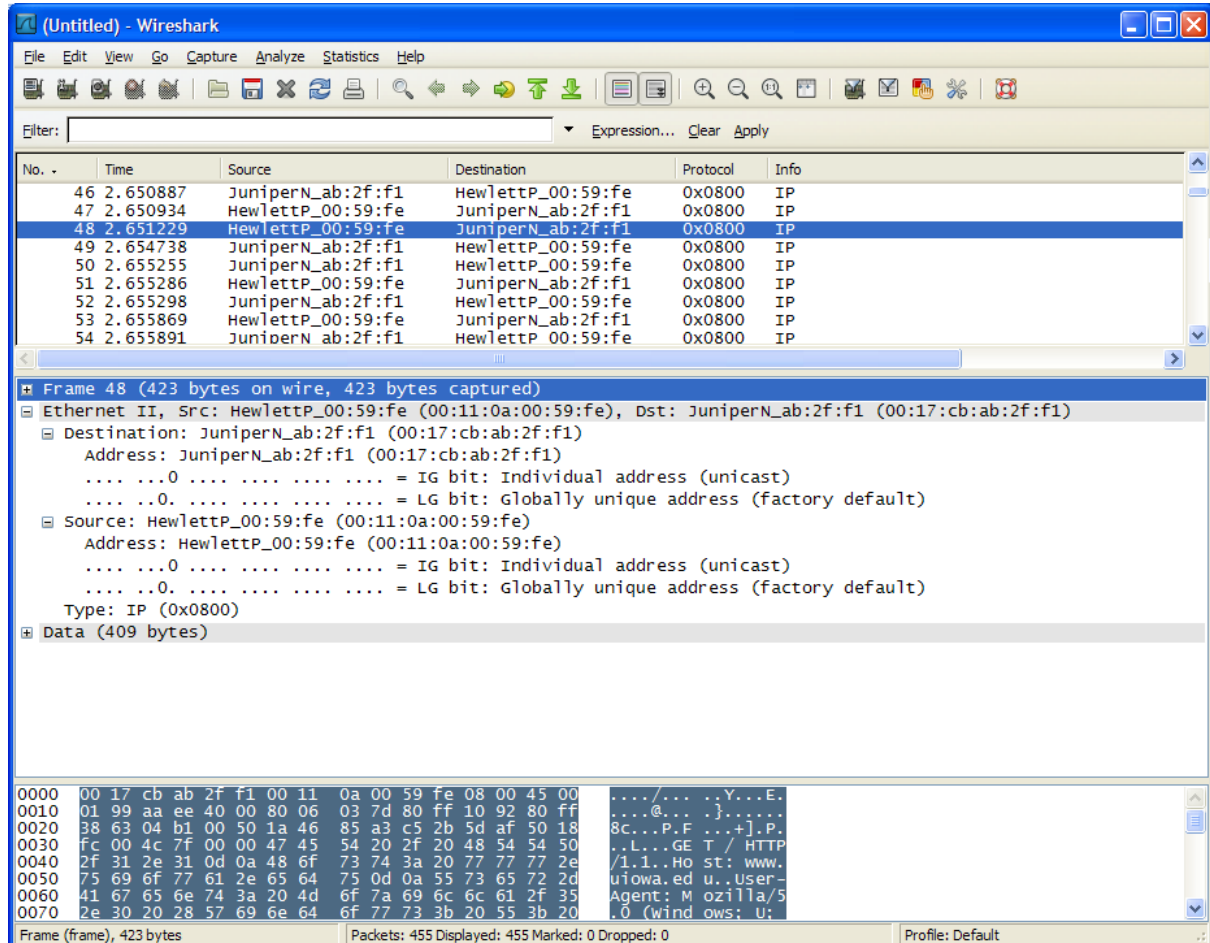 (Untitled) - Wireshark
File Edit View Go Capture Analyze Statistics Help
Filter: Expression... Clear Apply
No. Time Source Destination Protocol Info
46 2.650887 JuniperN_ab:2f:f1 HewlettP_00:59:fe 0x0800 IP
47 2.650934 HewlettP_00:59:fe JuniperN_ab:2f:f1 0x0800 IP
48 2.651229 HewlettP_00:59:fe JuniperN_ab:2f:f1 0x0800 IP
49 2.654738 JuniperN_ab:2f:f1 HewlettP_00:59:fe 0x0800 IP
50 2.655255 JuniperN_ab:2f:f1 HewlettP_00:59:fe 0x0800 IP
51 2.655286 HewlettP_00:59:fe JuniperN_ab:2f:f1 0x0800 IP
52 2.655298 JuniperN_ab:2f:f1 HewlettP_00:59:fe 0x0800 IP
53 2.655869 HewlettP_00:59:fe JuniperN_ab:2f:f1 0x0800 IP
54 2.655891 JuniperN_ab:2f:f1 HewlettP_00:59:fe 0x0800 IP
Frame 48 (423 bytes on wire, 423 bytes captured)
Ethernet II, Src: HewlettP_00:59:fe (00:11:0a:00:59:fe), Dst: JuniperN_ab:2f:f1 (00:17:cb:ab:2f:f1)
Destination: JuniperN_ab:2f:f1 (00:17:cb:ab:2f:f1)
Address: JuniperN_ab:2f:f1 (00:17:cb:ab:2f:f1)
.... ...0 .... .... .... .... = IG bit: Individual address (unicast)
.... ..0. .... .... .... .... = LG bit: Globally unique address (factory default)
Source: HewlettP_00:59:fe (00:11:0a:00:59:fe)
Address: HewlettP_00:59:fe (00:11:0a:00:59:fe)
.... ...0 .... .... .... .... = IG bit: Individual address (unicast)
.... ..0. .... .... .... .... = LG bit: Globally unique address (factory default)
Type: IP (0x0800)
Data (409 bytes)
0000 00 17 cb ab 2f f1 00 11 0a 00 59 fe 08 00 45 00 ..../... ..Y...E.
0010 01 99 aa ee 40 00 80 06 03 7d 80 ff 10 92 80 ff ....@... .}......
0020 38 63 04 b1 00 50 1a 46 85 a3 c5 2b 5d af 50 18 8c...P.F ...+].P.
0030 fc 00 4c 7f 00 00 47 45 54 20 2f 20 48 54 54 50 ..L...GE T / HTTP
0040 2f 31 2e 31 0d 0a 48 6f 73 74 3a 20 77 77 77 2e /1.1..Ho st: www.
0050 75 69 6f 77 61 2e 65 64 75 0d 0a 55 73 65 72 2d uiowa.ed u..User-
0060 41 67 65 6e 74 3a 20 4d 6f 7a 69 6c 6c 61 2f 35 Agent: M ozilla/5
0070 2e 30 20 28 57 69 6e 64 6f 77 73 3b 20 55 3b 20 .0 (Wind ows; U;
Frame (frame), 423 bytes Packets: 455 Displayed: 455 Marked: 0 Dropped: 0 Profile: Default